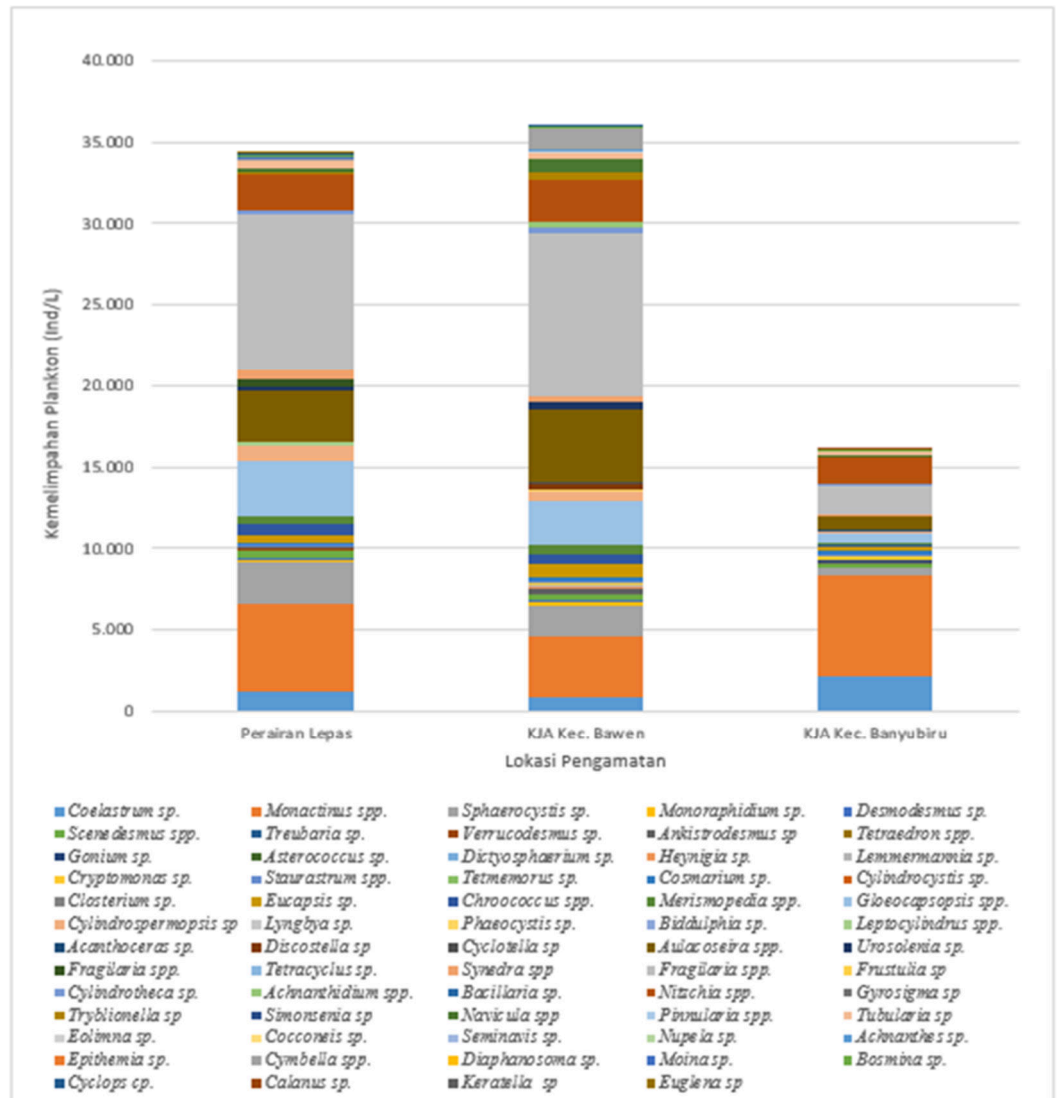 40.000
35.000
30.000
25.000
20.000
15.000
10.000
5.000
0
Kemelimpahan Plankton (Ind/L)
Perairan Lepas KJA Kec. Bawen KJA Kec. Banyubiru
Lokasi Pengamatan
Coelastrum sp. Monactinus spp. Sphaerocystis sp. Monoraphidium sp. Desmodesmus sp.
Scenedesmus spp. Treubaria sp. Verrucodesmus sp. Ankistrodesmus sp Tetraedron spp.
Gonium sp. Asterococcus sp. Dictyosphaerium sp. Heynigia sp. Lemmermannia sp.
Cryptomonas sp. Staurastrum spp. Tetmemorus sp. Cosmarium sp. Cylindrocystis sp.
Closterium sp. Eucapsis sp. Chroococcus spp. Merismopedia spp. Gloeocapsopsis spp.
Cylindrospermopsis sp Lyngbya sp. Phaeocystis sp. Biddulphia sp. Leptocylindrus spp.
Acanthoceras sp. Discostella sp Cyclotella sp Aulacoseira spp. Urosolenia sp.
Fragilaria spp. Tetracyclus sp. Synedra spp Fragilaria spp. Frustulia sp
Cylindrotheca sp. Achnanthidium spp. Bacillaria sp. Nitzchia spp. Gyrosigma sp
Tryblionella sp Simonsenia sp Navicula spp Pinnularia spp. Tubularia sp
Eolimna sp. Cocconeis sp. Seminavis sp. Nupela sp. Achnanthes sp.
Epithemia sp. Cymbella spp. Diaphanosoma sp. Moina sp. Bosmina sp.
Cyclops cp. Calanus sp. Keratella sp Euglena sp